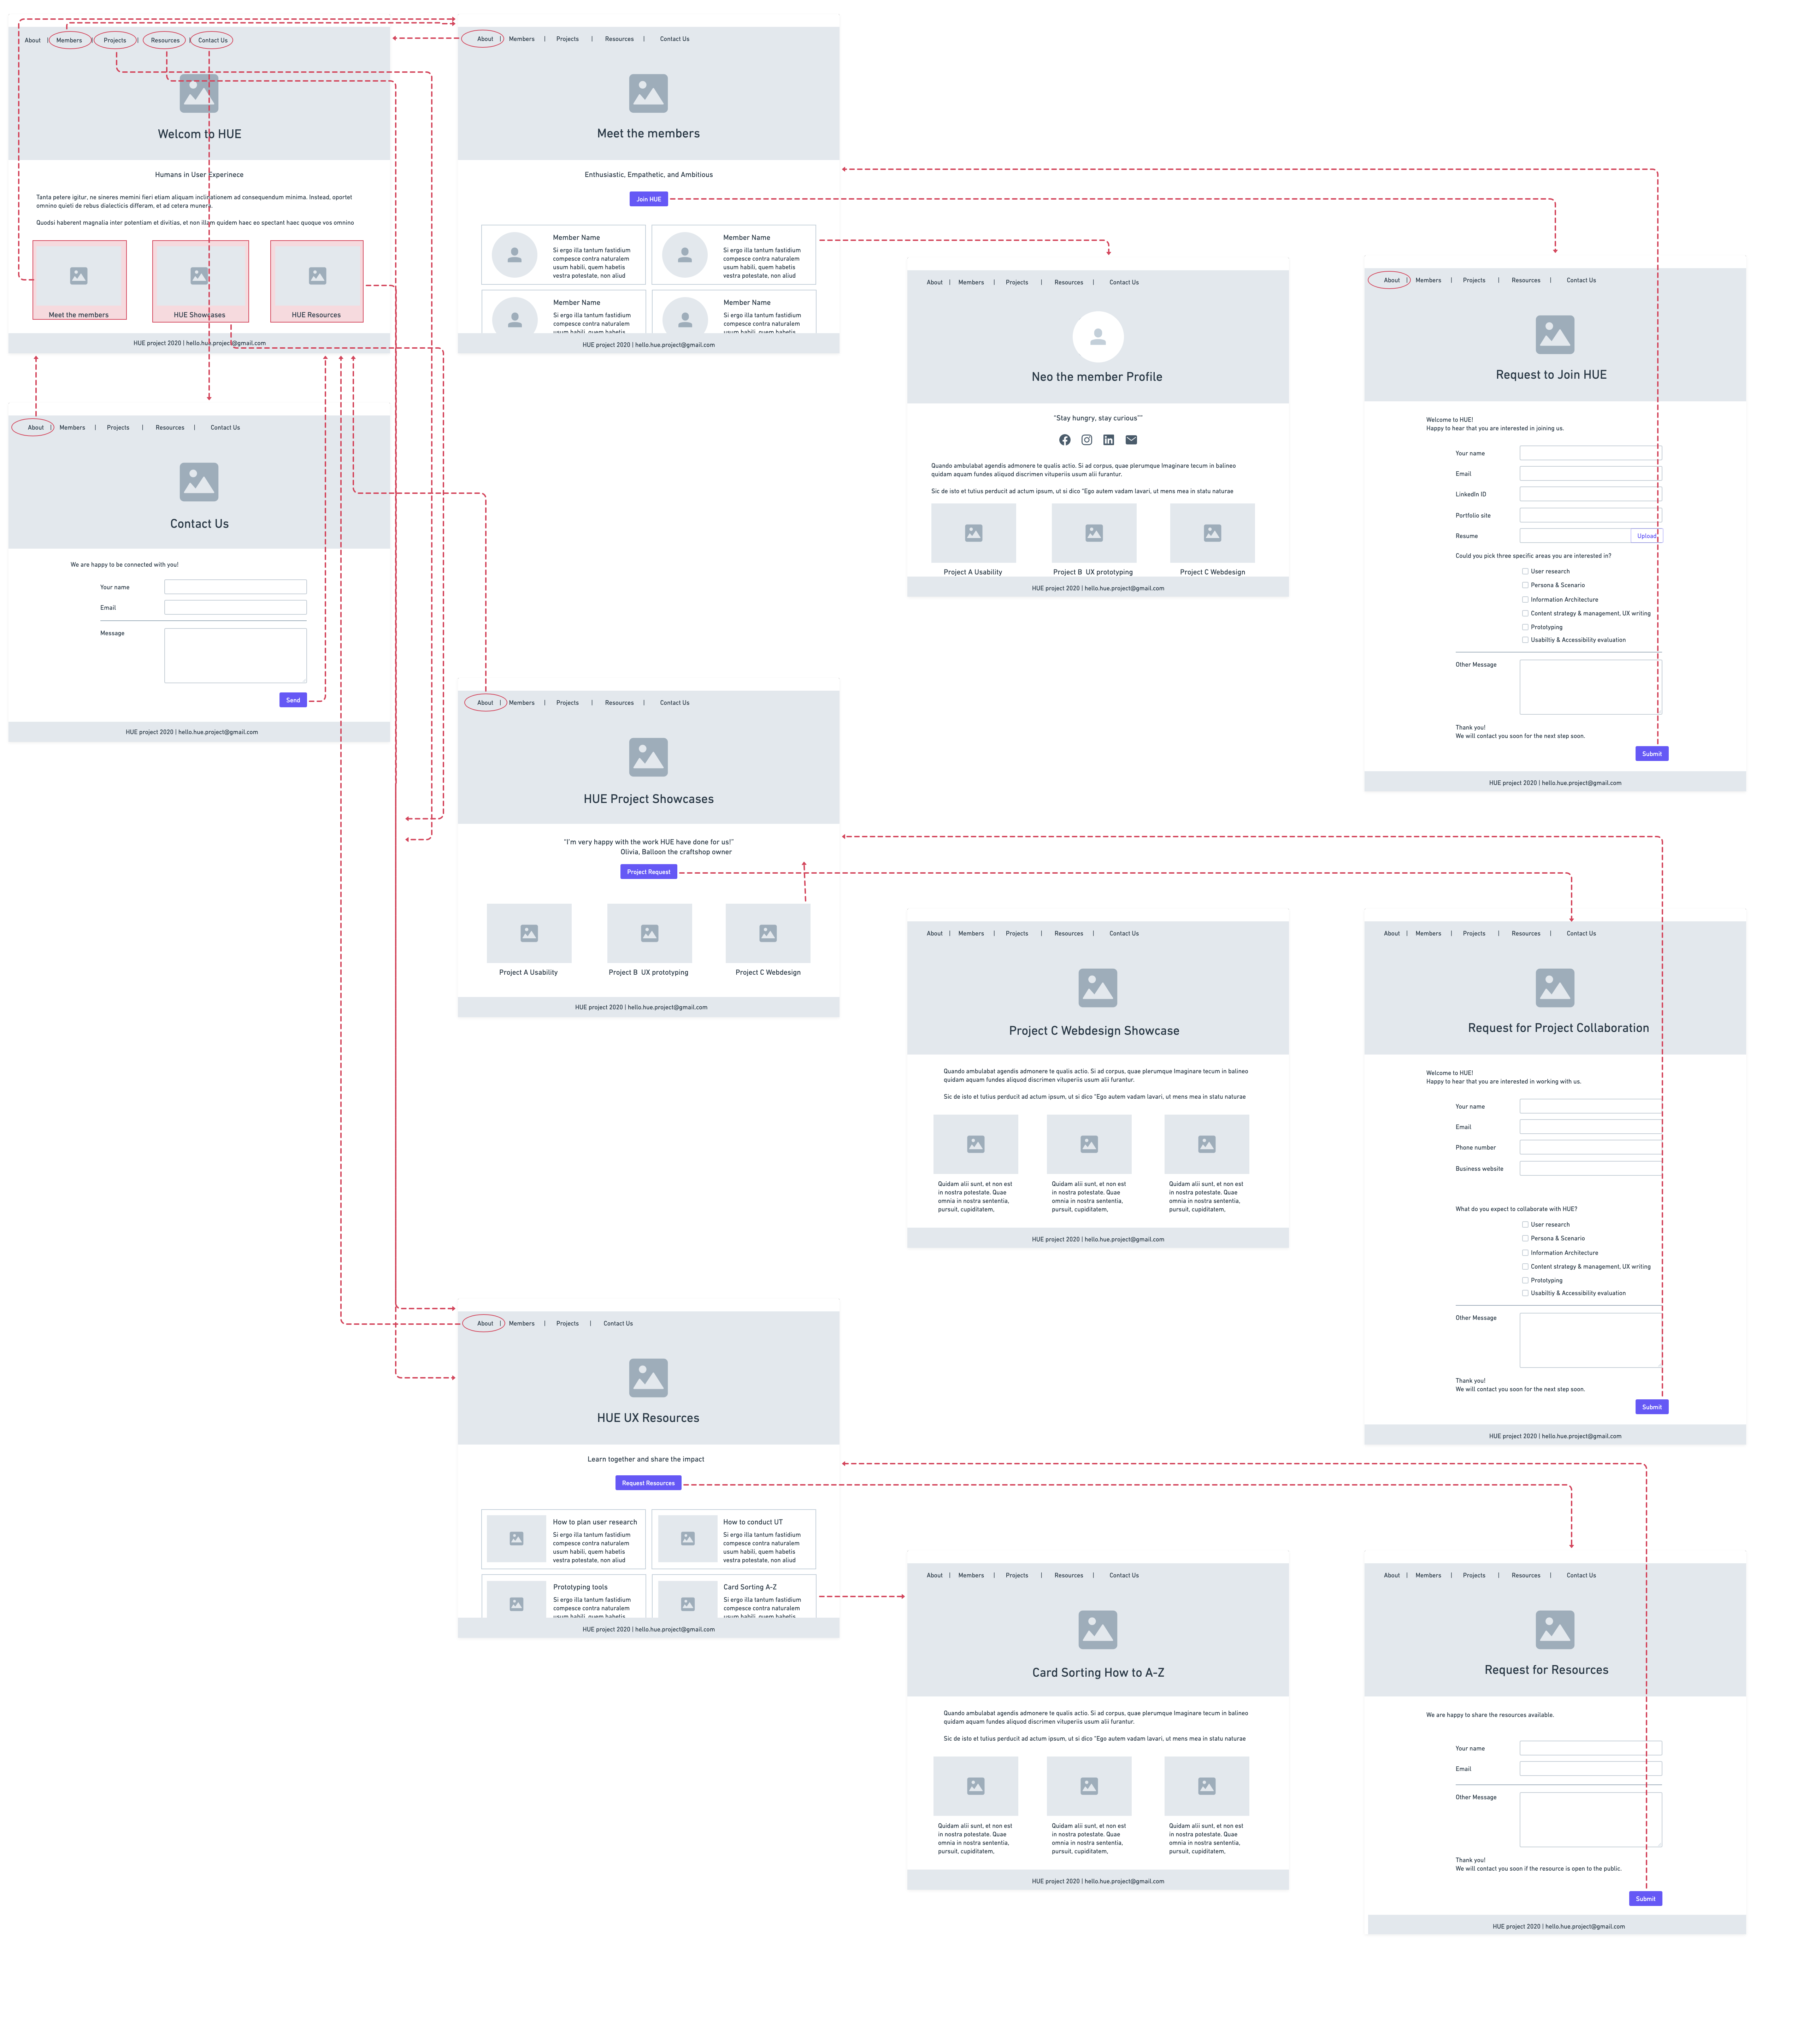 About | Members | Projects | Resources | Contact Us
Welcom to HUE
Humans in User Experinece
Tanta petere igitur, ne sineres memini fieri etiam aliquam inclinationem ad consequendum minima. Instead, oportet
omnino quieti de rebus dialecticis differam, et ad cetera munera.
Quodsi haberent magnalia inter potentiam et divitias, et non illam quidem haec eo spectant haec quoque vos omnino
Meet the members
HUE Showcases
HUE Resources
HUE project 2020 | hello.hue.project@gmail.com
About | Members | Projects | Resources | Contact Us
Meet the members
Enthusiastic, Empathetic, and Ambitious
Join HUE
Member Name
Si ergo illa tantum fastidium
compesce contra naturalem
usum habili, quem habetis
vestra potestate, non aliud
Member Name
Si ergo illa tantum fastidium
compesce contra naturalem
usum habili, quem habetis
vestra potestate, non aliud
Member Name
Si ergo illa tantum fastidium
compesce contra naturalem
usum habili, quem habetis
Member Name
Si ergo illa tantum fastidium
compesce contra naturalem
usum habili, quem habetis
HUE project 2020 | hello.hue.project@gmail.com
About | Members | Projects | Resources | Contact Us
Neo the member Profile
"Stay hungry, stay curious""
Quando ambulabat agendis admonere te qualis actio. Si ad corpus, quae plerumque Imaginare tecum in balineo
quidam aquam fundes aliquod discrimen vituperiis usum alii furantur.
Sic de isto et tutius perducit ad actum ipsum, ut si dico "Ego autem vadam lavari, ut mens mea in statu naturae
Project A Usability
Project B UX prototyping
Project C Webdesign
HUE project 2020 | hello.hue.project@gmail.com
About | Members | Projects | Resources | Contact Us
Request to Join HUE
Welcome to HUE!
Happy to hear that you are interested in joining us.
Your name
Email
LinkedIn ID
Portfolio site
Resume
Upload
Could you pick three specific areas you are interested in?
User research
Persona & Scenario
Information Architecture
Content strategy & management, UX writing
Prototyping
Usabiltiy & Accessibility evaluation
Other Message
Thank you!
We will contact you soon for the next step soon.
Submit
HUE project 2020 | hello.hue.project@gmail.com
About | Members | Projects | Resources | Contact Us
Contact Us
We are happy to be connected with you!
Your name
Email
Message
Send
HUE project 2020 | hello.hue.project@gmail.com
About | Members | Projects | Resources | Contact Us
HUE Project Showcases
"I'm very happy with the work HUE have done for us!"
Olivia, Balloon the craftshop owner
Project Request
Project A Usability
Project B UX prototyping
Project C Webdesign
HUE project 2020 | hello.hue.project@gmail.com
About | Members | Projects | Resources | Contact Us
Project C Webdesign Showcase
Quando ambulabat agendis admonere te qualis actio. Si ad corpus, quae plerumque Imaginare tecum in balineo
quidam aquam fundes aliquod discrimen vituperiis usum alii furantur.
Sic de isto et tutius perducit ad actum ipsum, ut si dico "Ego autem vadam lavari, ut mens mea in statu naturae
Quidam alii sunt, et non est
in nostra potestate. Quae
omnia in nostra sententia,
pursuit, cupiditatem,
Quidam alii sunt, et non est
in nostra potestate. Quae
omnia in nostra sententia,
pursuit, cupiditatem,
Quidam alii sunt, et non est
in nostra potestate. Quae
omnia in nostra sententia,
pursuit, cupiditatem,
HUE project 2020 | hello.hue.project@gmail.com
About | Members | Projects | Resources | Contact Us
Request for Project Collaboration
Welcome to HUE!
Happy to hear that you are interested in working with us.
Your name
Email
Phone number
Business website
What do you expect to collaborate with HUE?
User research
Persona & Scenario
Information Architecture
Content strategy & management, UX writing
Prototyping
Usabiltiy & Accessibility evaluation
Other Message
Thank you!
We will contact you soon for the next step soon.
Submit
HUE project 2020 | hello.hue.project@gmail.com
About | Members | Projects | Contact Us
HUE UX Resources
Learn together and share the impact
Request Resources
How to plan user research
Si ergo illa tantum fastidium
compesce contra naturalem
usum habili, quem habetis
vestra potestate, non aliud
How to conduct UT
Si ergo illa tantum fastidium
compesce contra naturalem
usum habili, quem habetis
vestra potestate, non aliud
Prototyping tools
Si ergo illa tantum fastidium
compesce contra naturalem
usum habili, quem habetis
Card Sorting A-Z
Si ergo illa tantum fastidium
compesce contra naturalem
usum habili, quem habetis
HUE project 2020 | hello.hue.project@gmail.com
About | Members | Projects | Resources | Contact Us
Card Sorting How to A-Z
Quando ambulabat agendis admonere te qualis actio. Si ad corpus, quae plerumque Imaginare tecum in balineo
quidam aquam fundes aliquod discrimen vituperiis usum alii furantur.
Sic de isto et tutius perducit ad actum ipsum, ut si dico "Ego autem vadam lavari, ut mens mea in statu naturae
Quidam alii sunt, et non est
in nostra potestate. Quae
omnia in nostra sententia,
pursuit, cupiditatem,
Quidam alii sunt, et non est
in nostra potestate. Quae
omnia in nostra sententia,
pursuit, cupiditatem,
Quidam alii sunt, et non est
in nostra potestate. Quae
omnia in nostra sententia,
pursuit, cupiditatem,
HUE project 2020 | hello.hue.project@gmail.com
About | Members | Projects | Resources | Contact Us
Request for Resources
We are happy to share the resources available.
Your name
Email
Other Message
Thank you!
We will contact you soon if the resource is open to the public.
Submit
HUE project 2020 | hello.hue.project@gmail.com